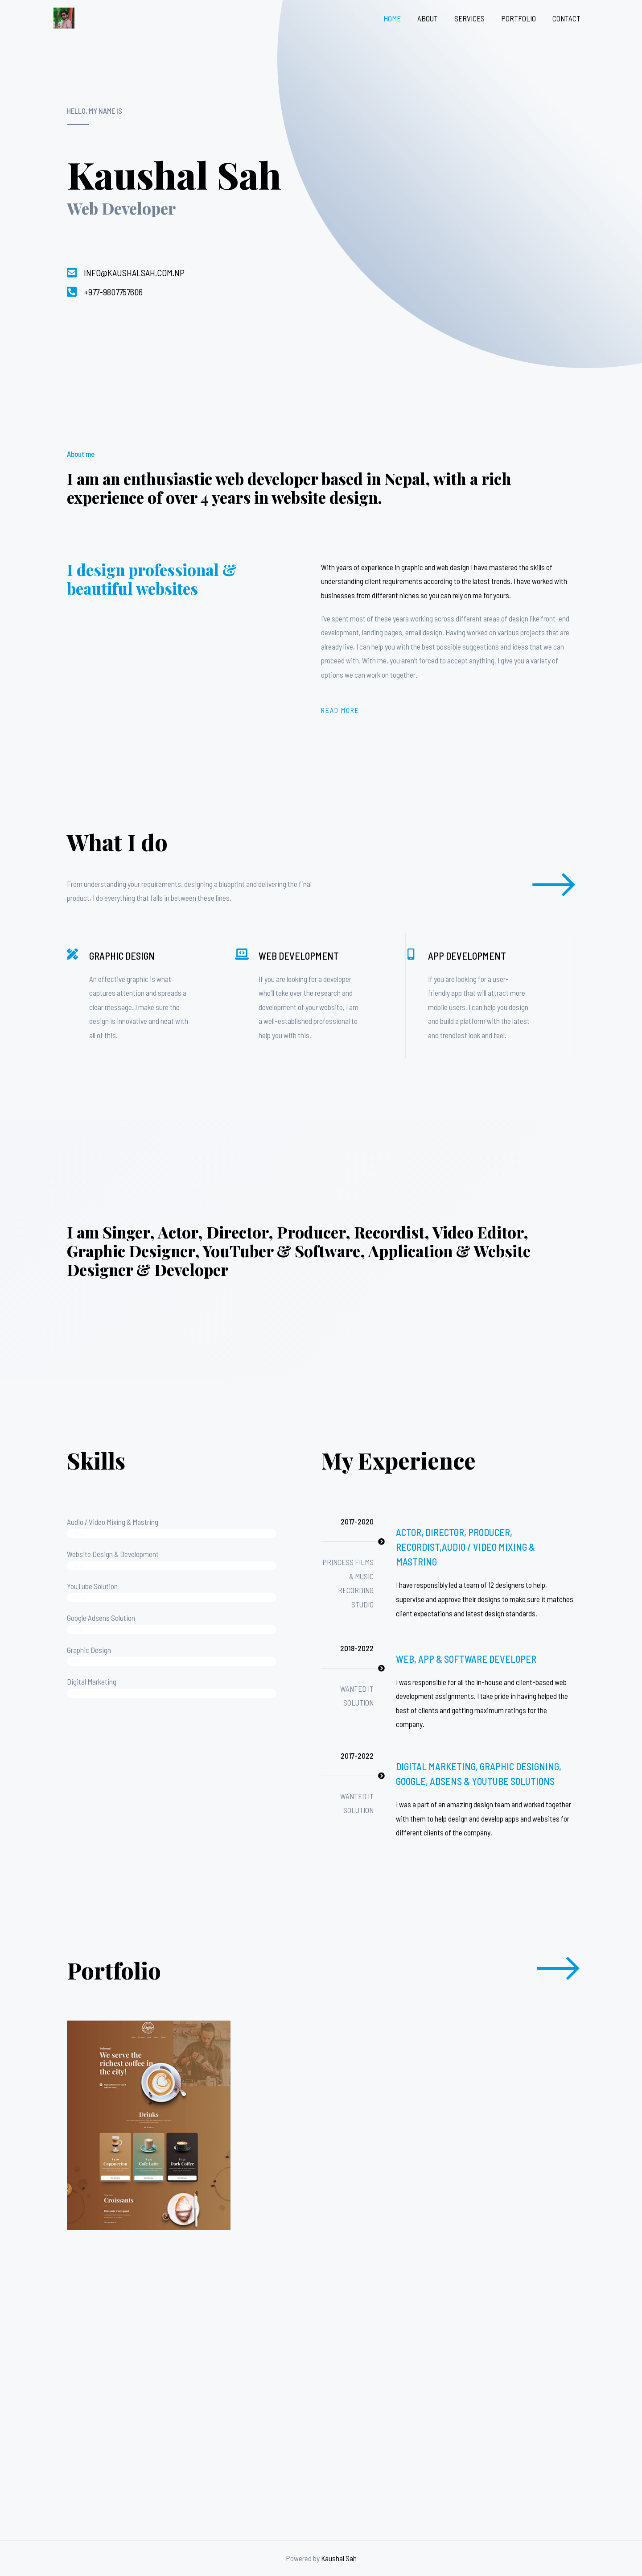 HOME ABOUT SERVICES PORTFOLIO CONTACT
HELLO, MY NAME IS
Kaushal Sah
Web Developer
INFO@KAUSHALSAH.COM.NP
+977-9807757606
About me
I am an enthusiastic web developer based in Nepal, with a rich
experience of over 4 years in website design.
I design professional &
beautiful websites
With years of experience in graphic and web design I have mastered the skills of
understanding client requirements according to the latest trends. I have worked with
businesses from different niches so you can rely on me for yours.
I've spent most of these years working across different areas of design like front-end
development, landing pages, email design. Having worked on various projects that are
already live, I can help you with the best possible suggestions and ideas that we can
proceed with. With me, you aren't forced to accept anything. I give you a variety of
options we can work on together.
READ MORE
What I do
From understanding your requirements, designing a blueprint and delivering the final
product, I do everything that falls in between these lines.
GRAPHIC DESIGN
An effective graphic is what
captures attention and spreads a
clear message. I make sure the
design is innovative and neat with
all of this.
WEB DEVELOPMENT
If you are looking for a developer
who'll take over the research and
development of your website, I am
a well-established professional to
help you with this.
APP DEVELOPMENT
If you are looking for a user-
friendly app that will attract more
mobile users, I can help you design
and build a platform with the latest
and trendiest look and feel.
I am Singer, Actor, Director, Producer, Recordist, Video Editor,
Graphic Designer, YouTuber & Software, Application & Website
Designer & Developer
Skills
Audio / Video Mixing & Mastring
Website Design & Development
YouTube Solution
Google Adsens Solution
Graphic Design
Digital Marketing
My Experience
2017-2020
PRINCESS FILMS
& MUSIC
RECORDING
STUDIO
ACTOR, DIRECTOR, PRODUCER,
RECORDIST,AUDIO / VIDEO MIXING &
MASTRING
I have responsibly led a team of 12 designers to help,
supervise and approve their designs to make sure it matches
client expectations and latest design standards.
2018-2022
WANTED IT
SOLUTION
WEB, APP & SOFTWARE DEVELOPER
I was responsible for all the in-house and client-based web
development assignments. I take pride in having helped the
best of clients and getting maximum ratings for the
company.
2017-2022
WANTED IT
SOLUTION
DIGITAL MARKETING, GRAPHIC DESIGNING,
GOOGLE, ADSENS & YOUTUBE SOLUTIONS
I was a part of an amazing design team and worked together
with them to help design and develop apps and websites for
different clients of the company.
Portfolio
We serve the
richest coffee in
the city!
Drinks
Cappuccino
Cafe Latte
Dark Coffee
Croissants
Powered by Kaushal Sah